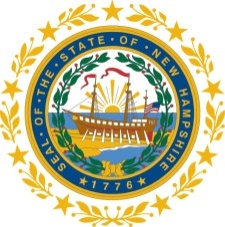 SEAL · OF · THE · STATE · OF · NEW HAMPSHIRE
1776